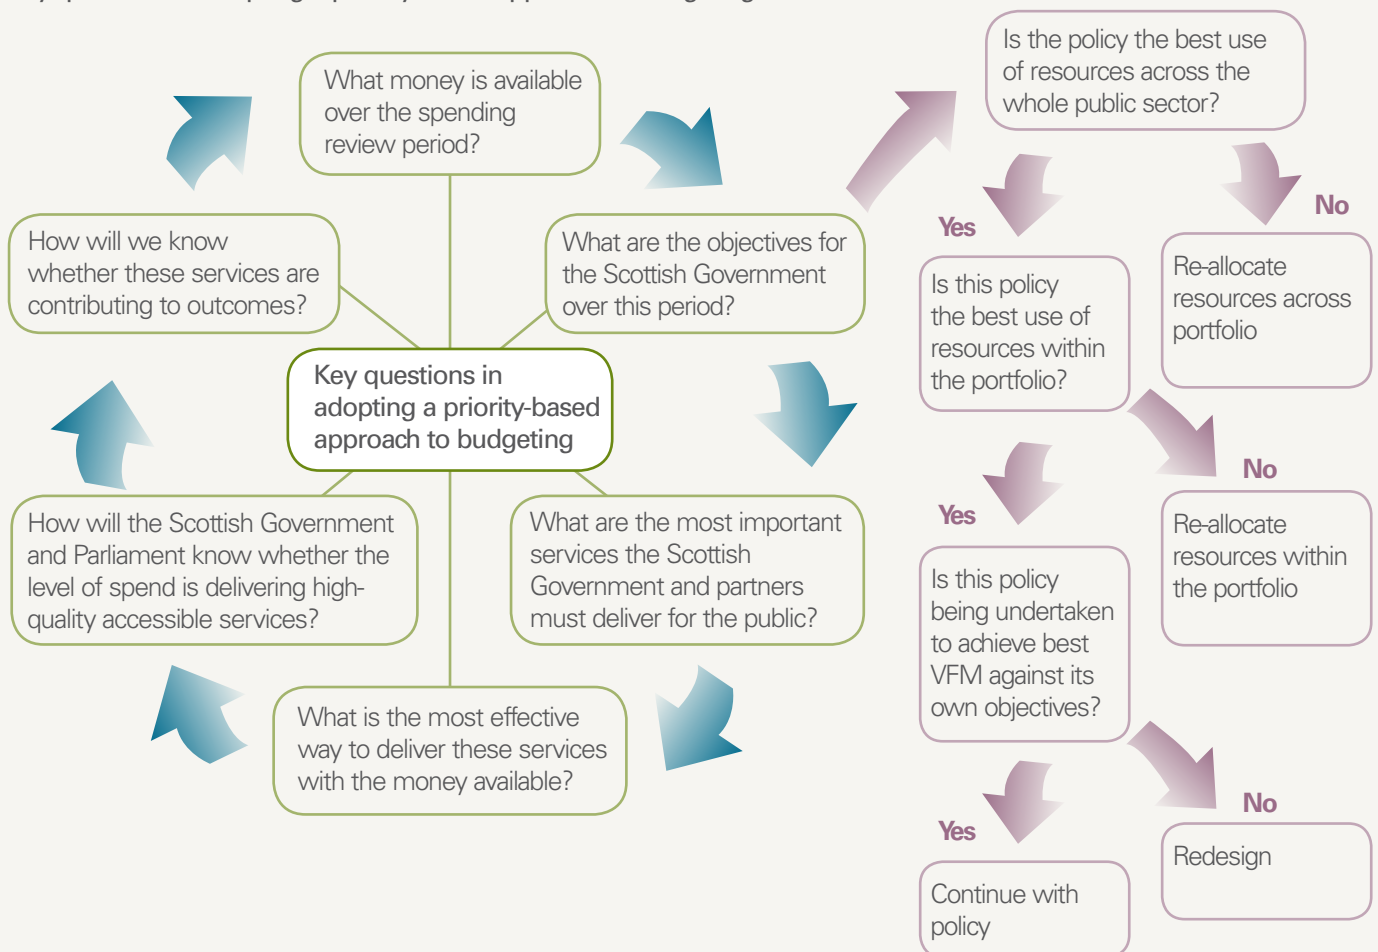 What money is available
over the spending
review period?
How will we know
whether these services are
contributing to outcomes?
What are the objectives for
the Scottish Government
over this period?
Key questions in
adopting a priority-based
approach to budgeting
How will the Scottish Government
and Parliament know whether the
level of spend is delivering high-
quality accessible services?
What are the most important
services the Scottish
Government and partners
must deliver for the public?
What is the most effective
way to deliver these services
with the money available?
Is the policy the best use
of resources across the
whole public sector?
Yes
No
Is this policy
the best use of
resources within
the portfolio?
Re-allocate
resources across
portfolio
Yes
No
Is this policy
being undertaken
to achieve best
VFM against its
own objectives?
Re-allocate
resources within
the portfolio
Yes
No
Continue with
policy
Redesign